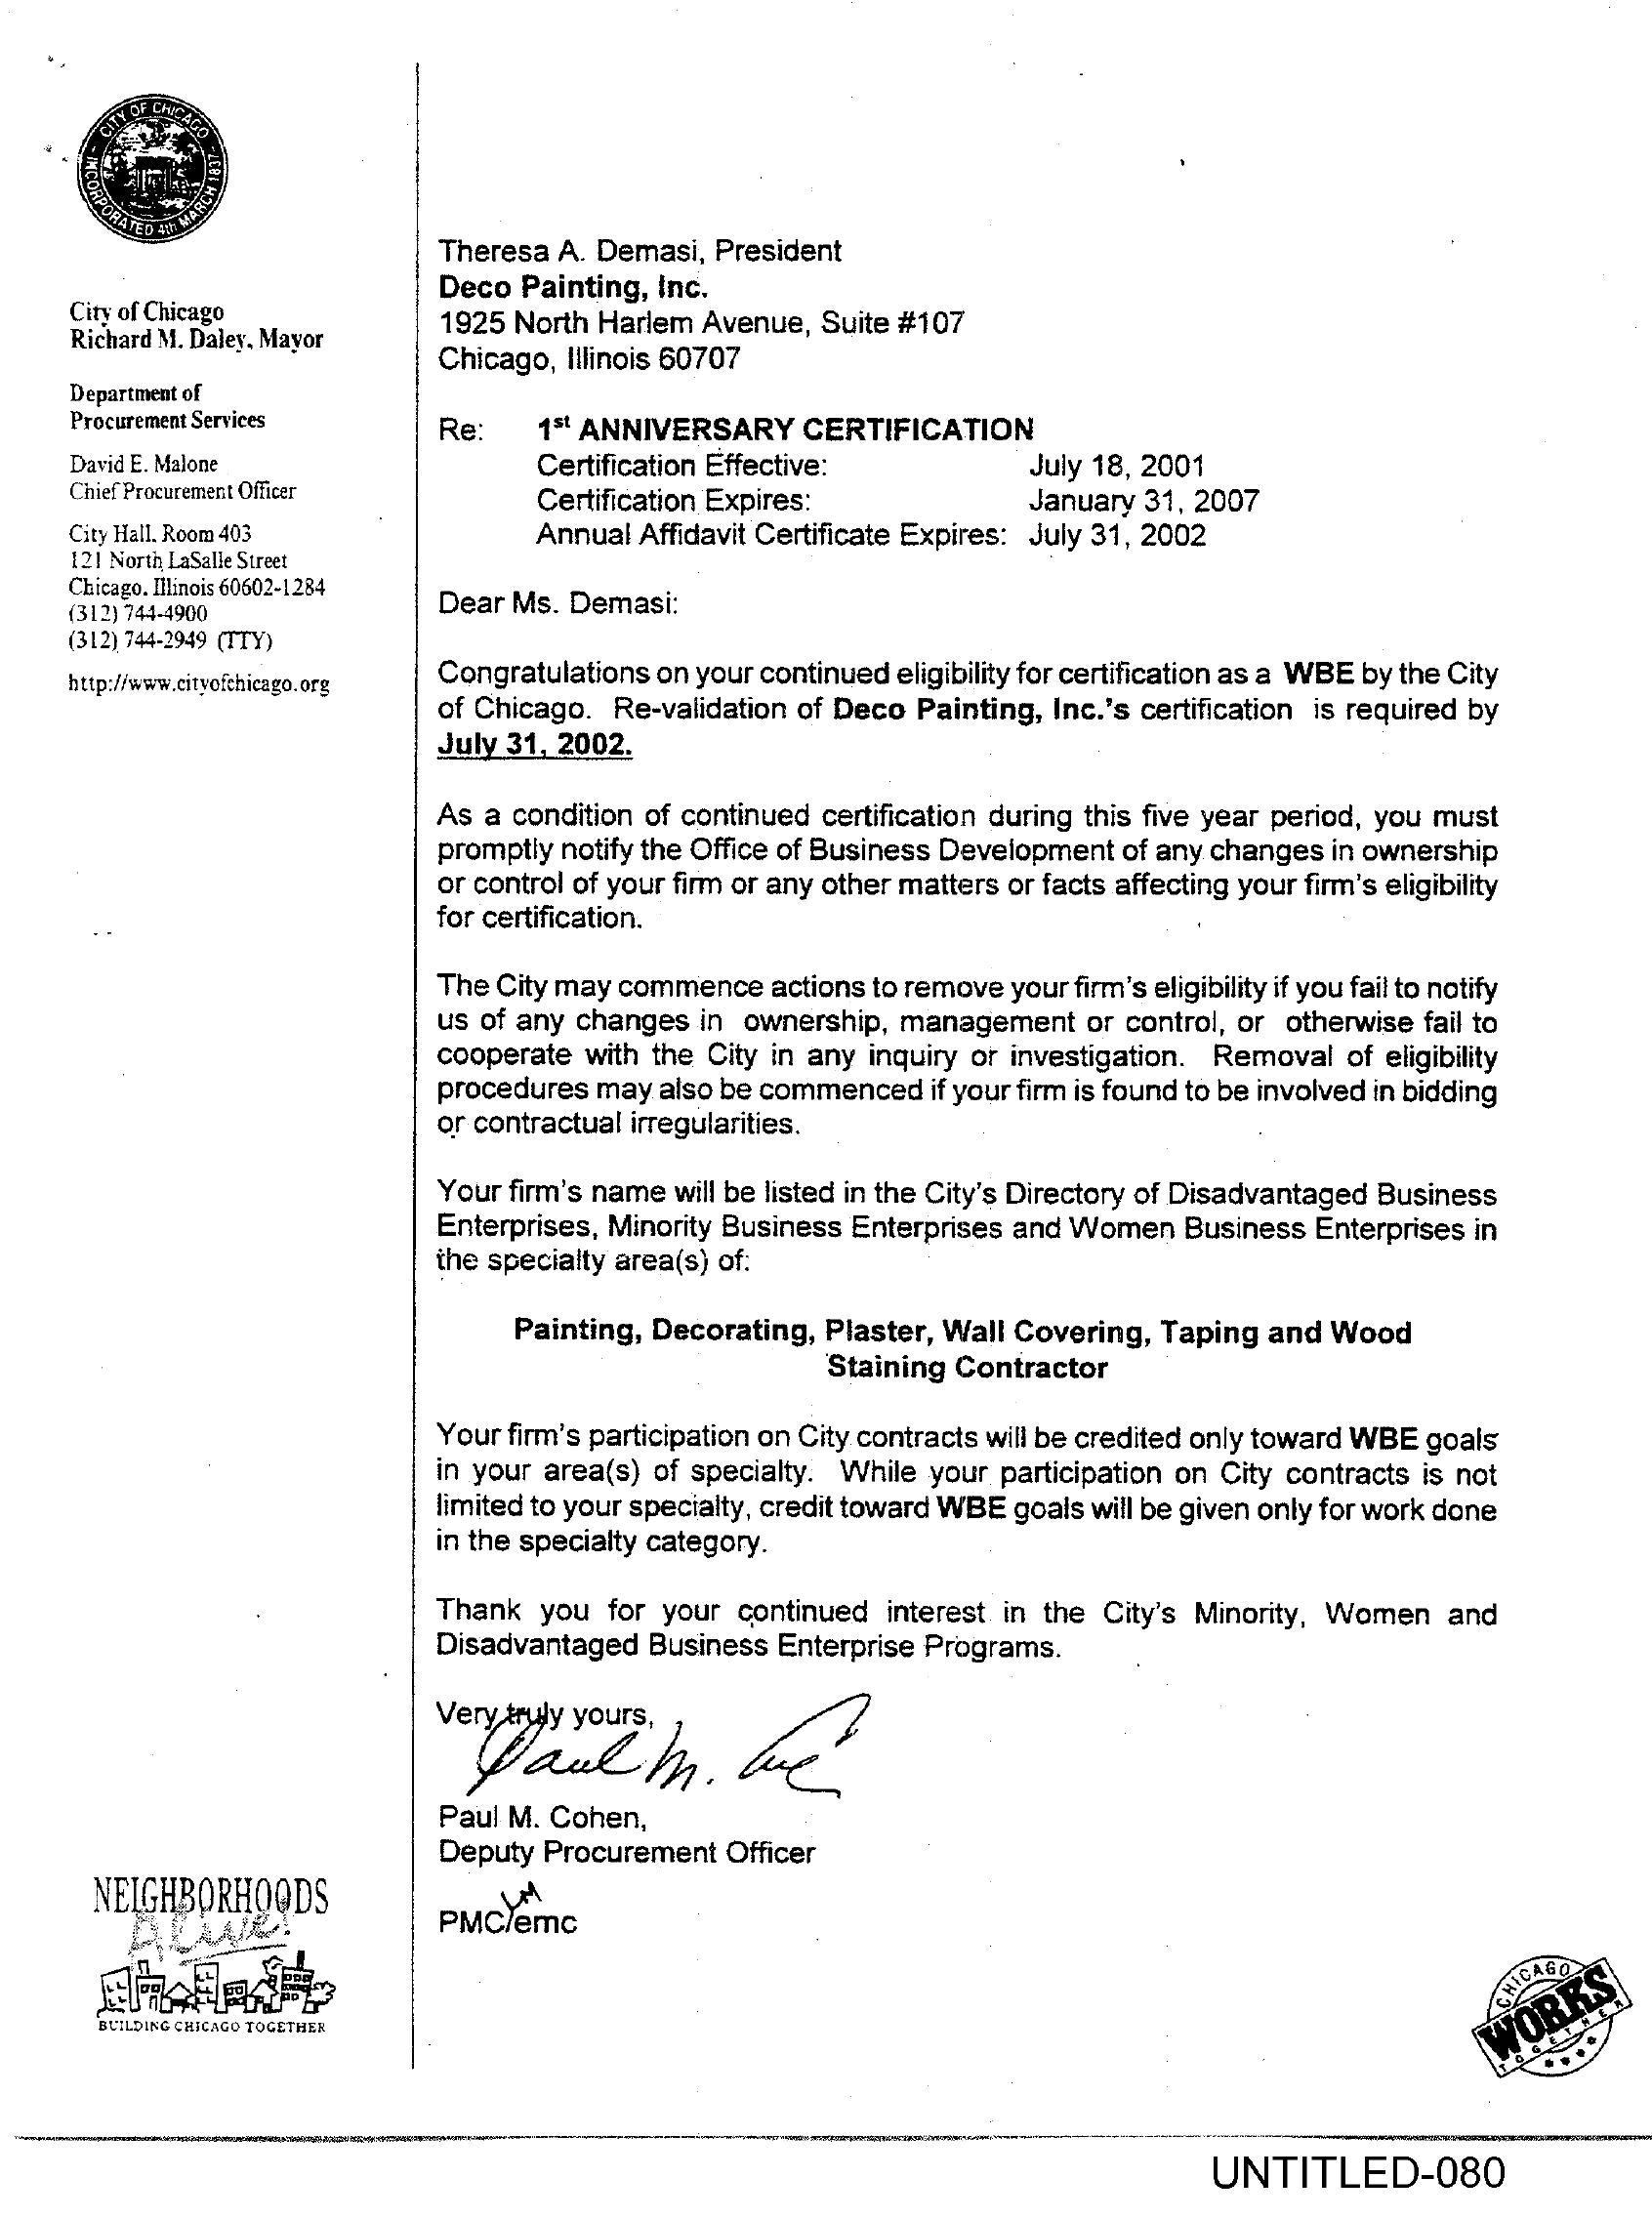 CITY OF CHICAGO
INCORPORATED 4th MARCH 1837
City of Chicago
Richard M. Daley, Mayor
Department of
Procurement Services
David E. Malone
Chief Procurement Officer
City Hall, Room 403
121 North LaSalle Street
Chicago, Illinois 60602-1284
(312) 744-4900
(312) 744-2949 (TTY)
http://www.cityofchicago.org
Theresa A. Demasi, President
Deco Painting, Inc.
1925 North Harlem Avenue, Suite #107
Chicago, Illinois 60707
Re: 1st ANNIVERSARY CERTIFICATION
Certification Effective: July 18, 2001
Certification Expires: January 31, 2007
Annual Affidavit Certificate Expires: July 31, 2002
Dear Ms. Demasi:
Congratulations on your continued eligibility for certification as a WBE by the City
of Chicago. Re-validation of Deco Painting, Inc.'s certification is required by
July 31, 2002.
As a condition of continued certification during this five year period, you must
promptly notify the Office of Business Development of any changes in ownership
or control of your firm or any other matters or facts affecting your firm's eligibility
for certification.
The City may commence actions to remove your firm's eligibility if you fail to notify
us of any changes in ownership, management or control, or otherwise fail to
cooperate with the City in any inquiry or investigation. Removal of eligibility
procedures may also be commenced if your firm is found to be involved in bidding
or contractual irregularities.
Your firm's name will be listed in the City's Directory of Disadvantaged Business
Enterprises, Minority Business Enterprises and Women Business Enterprises in
the specialty area(s) of:
Painting, Decorating, Plaster, Wall Covering, Taping and Wood
Staining Contractor
Your firm's participation on City contracts will be credited only toward WBE goals
in your area(s) of specialty. While your participation on City contracts is not
limited to your specialty, credit toward WBE goals will be given only for work done
in the specialty category.
Thank you for your continued interest in the City's Minority, Women and
Disadvantaged Business Enterprise Programs.
Very truly yours,
Paul M.
Paul M. Cohen,
Deputy Procurement Officer
PMC/emc
NEIGHBORHOODS
Alive!
BUILDING CHICAGO TOGETHER
CHICAGO
WORKS
TOGETHER
UNTITLED-080